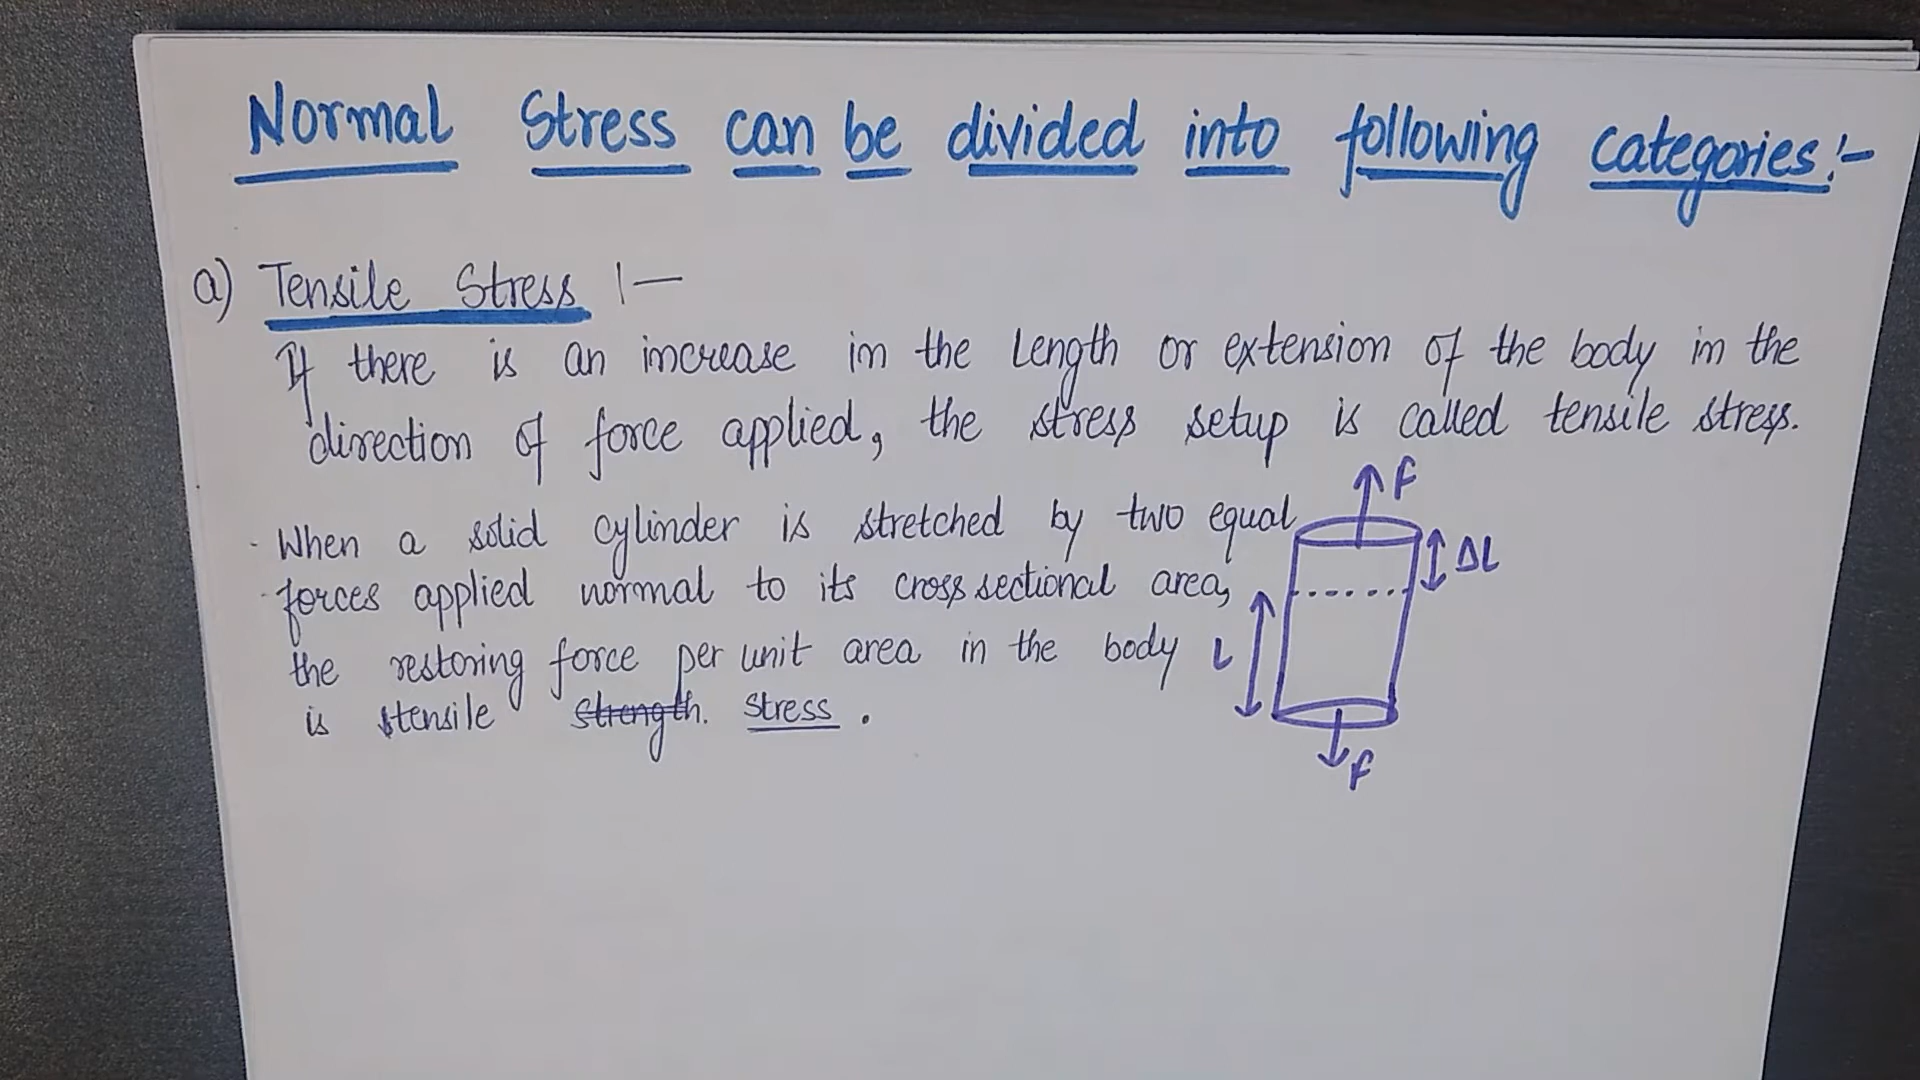 Normal Stress can be divided into following categories:-
a) Tensile Stress :-
If there is an increase in the Length or extension of the body in the
direction of force applied, the stress setup is called tensile stress.
F
When a solid cylinder is stretched by two equal
ΔL
forces applied normal to its cross sectional area,
the restoring force per unit area in the body
L
is tensile strength. Stress.
F